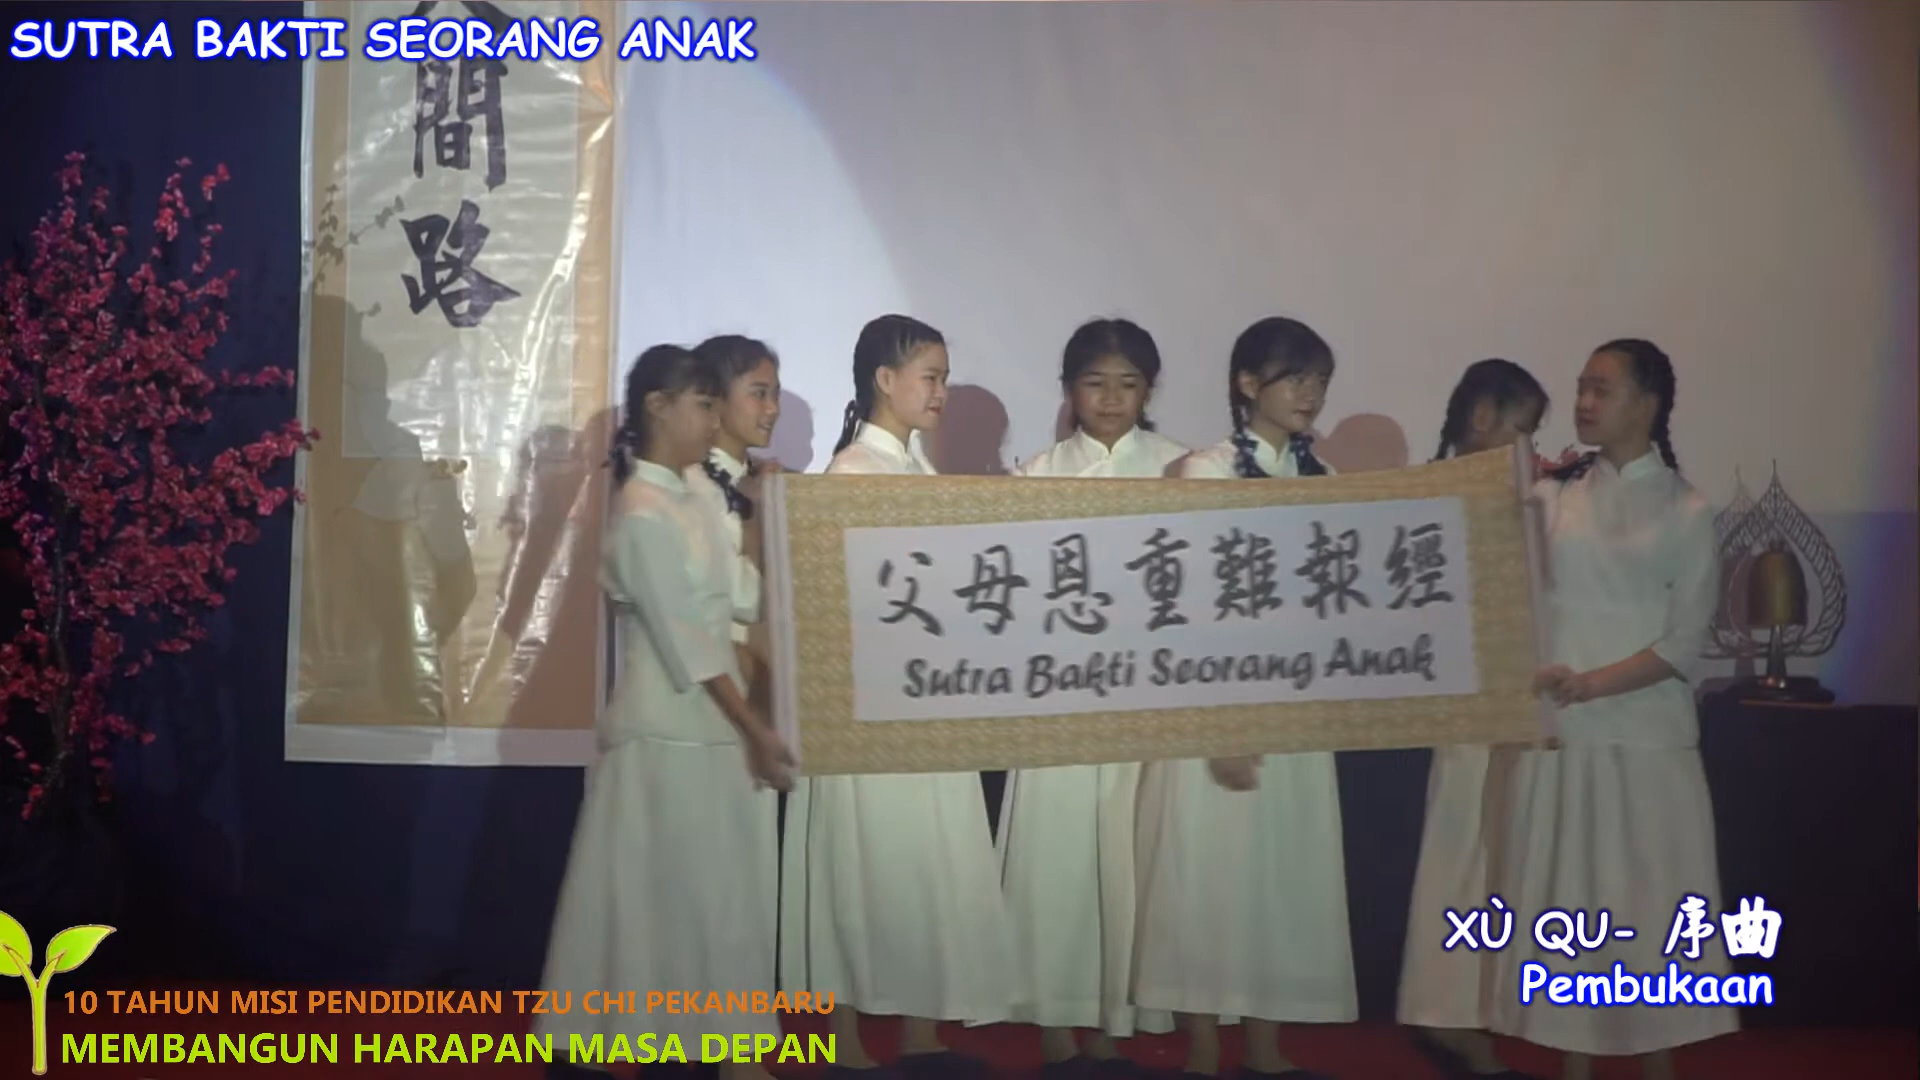 SUTRA BAKTI SEORANG ANAK
間
路
父母恩重難報經
Sutra Bakti Seorang Anak
XÙ QU- 序曲
Pembukaan
10 TAHUN MISI PENDIDIKAN TZU CHI PEKANBARU
MEMBANGUN HARAPAN MASA DEPAN